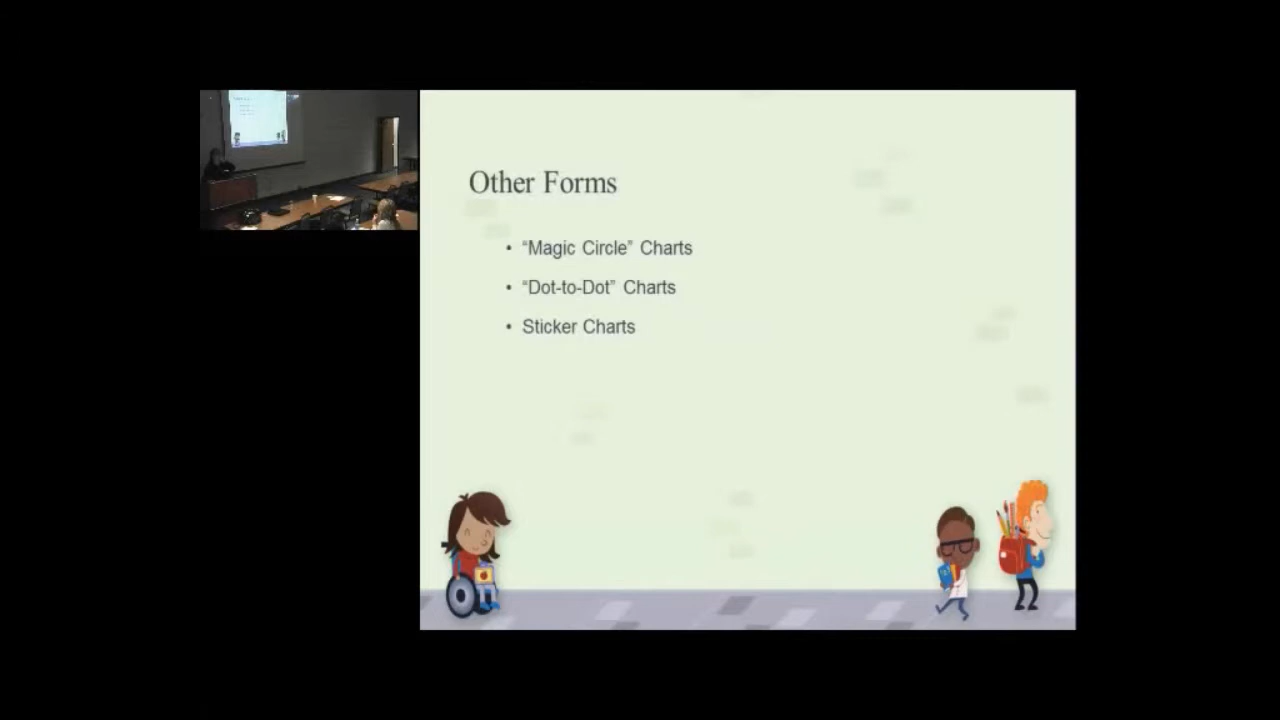 Other Forms
• “Magic Circle” Charts
• “Dot-to-Dot” Charts
• Sticker Charts